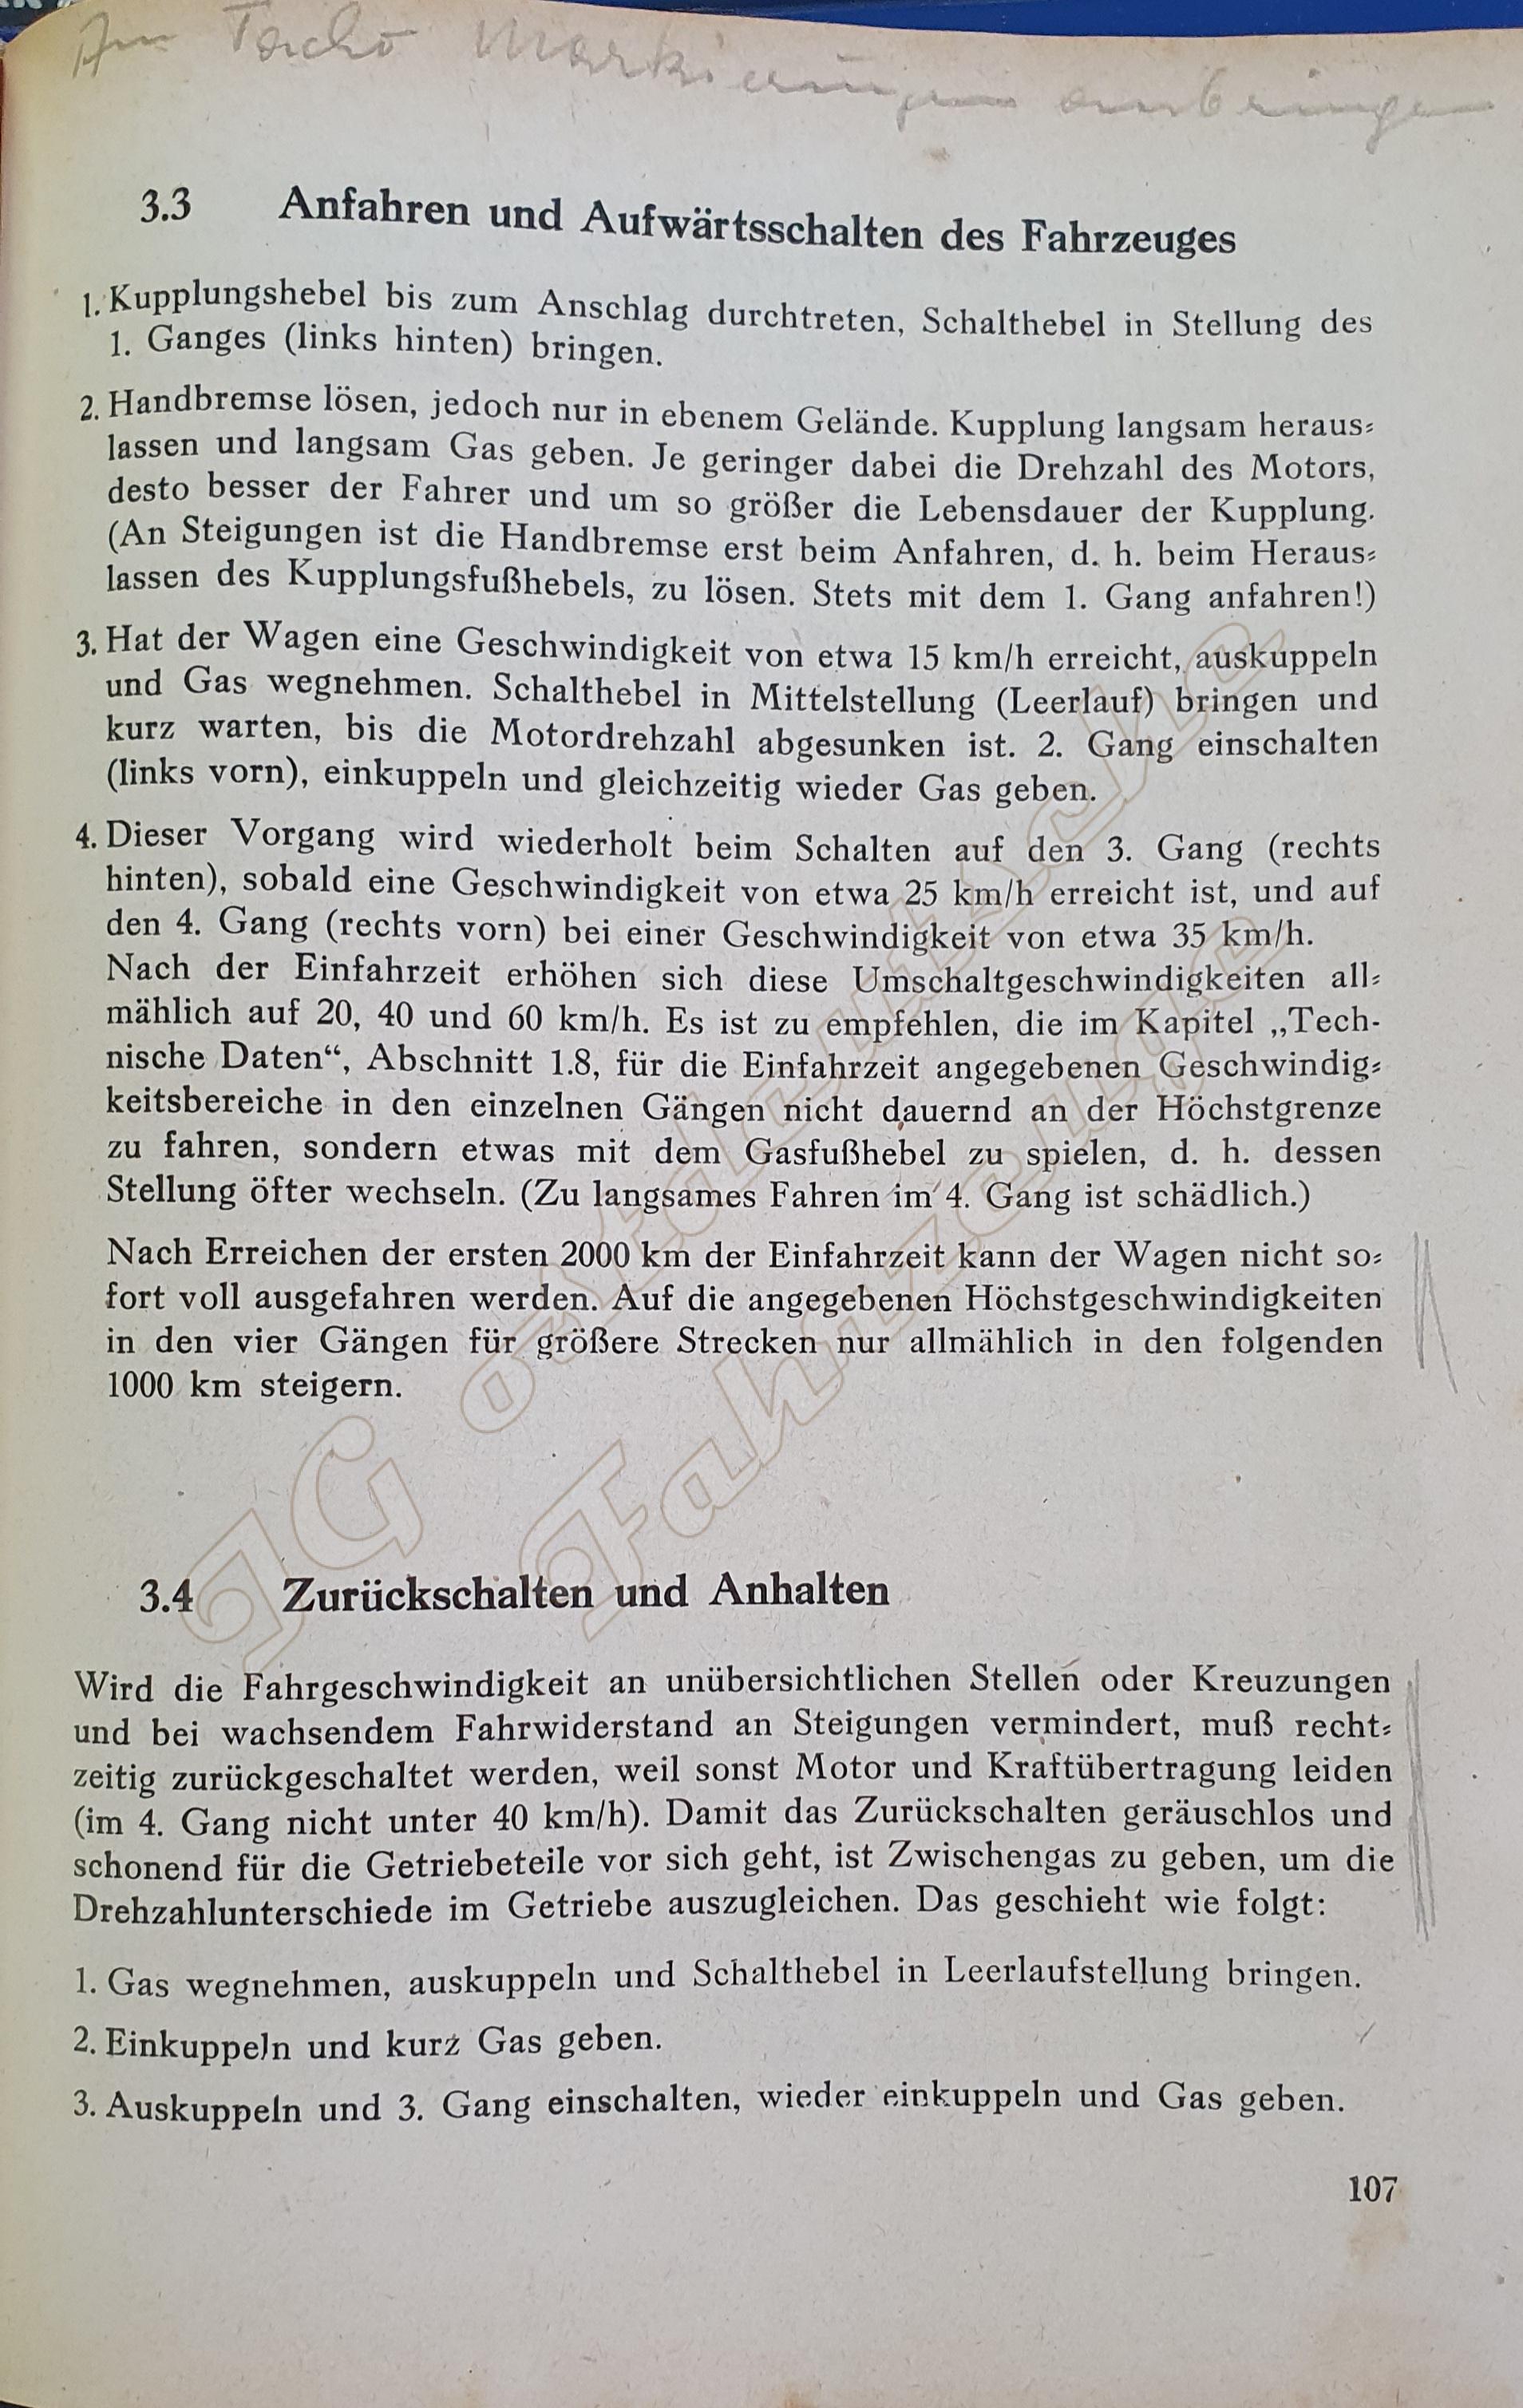 Am Tacho Markierungen anbringen
3.3 Anfahren und Aufwärtsschalten des Fahrzeuges
1. Kupplungshebel bis zum Anschlag durchtreten, Schalthebel in Stellung des
1. Ganges (links hinten) bringen.
2. Handbremse lösen, jedoch nur in ebenem Gelände. Kupplung langsam heraus-
lassen und langsam Gas geben. Je geringer dabei die Drehzahl des Motors,
desto besser der Fahrer und um so größer die Lebensdauer der Kupplung.
(An Steigungen ist die Handbremse erst beim Anfahren, d. h. beim Heraus-
lassen des Kupplungsfußhebels, zu lösen. Stets mit dem 1. Gang anfahren!)
3. Hat der Wagen eine Geschwindigkeit von etwa 15 km/h erreicht, auskuppeln
und Gas wegnehmen. Schalthebel in Mittelstellung (Leerlauf) bringen und
kurz warten, bis die Motordrehzahl abgesunken ist. 2. Gang einschalten
(links vorn), einkuppeln und gleichzeitig wieder Gas geben.
4. Dieser Vorgang wird wiederholt beim Schalten auf den 3. Gang (rechts
hinten), sobald eine Geschwindigkeit von etwa 25 km/h erreicht ist, und auf
den 4. Gang (rechts vorn) bei einer Geschwindigkeit von etwa 35 km/h.
Nach der Einfahrzeit erhöhen sich diese Umschaltgeschwindigkeiten all-
mählich auf 20, 40 und 60 km/h. Es ist zu empfehlen, die im Kapitel „Tech-
nische Daten“, Abschnitt 1.8, für die Einfahrzeit angegebenen Geschwindig-
keitsbereiche in den einzelnen Gängen nicht dauernd an der Höchstgrenze
zu fahren, sondern etwas mit dem Gasfußhebel zu spielen, d. h. dessen
Stellung öfter wechseln. (Zu langsames Fahren im 4. Gang ist schädlich.)
Nach Erreichen der ersten 2000 km der Einfahrzeit kann der Wagen nicht so-
fort voll ausgefahren werden. Auf die angegebenen Höchstgeschwindigkeiten
in den vier Gängen für größere Strecken nur allmählich in den folgenden
1000 km steigern.
3.4 Zurückschalten und Anhalten
Wird die Fahrgeschwindigkeit an unübersichtlichen Stellen oder Kreuzungen
und bei wachsendem Fahrwiderstand an Steigungen vermindert, muß recht-
zeitig zurückgeschaltet werden, weil sonst Motor und Kraftübertragung leiden
(im 4. Gang nicht unter 40 km/h). Damit das Zurückschalten geräuschlos und
schonend für die Getriebeteile vor sich geht, ist Zwischengas zu geben, um die
Drehzahlunterschiede im Getriebe auszugleichen. Das geschieht wie folgt:
1. Gas wegnehmen, auskuppeln und Schalthebel in Leerlaufstellung bringen.
2. Einkuppeln und kurz Gas geben.
3. Auskuppeln und 3. Gang einschalten, wieder einkuppeln und Gas geben.
107
IG ostdeutsche
Fahrzeuge